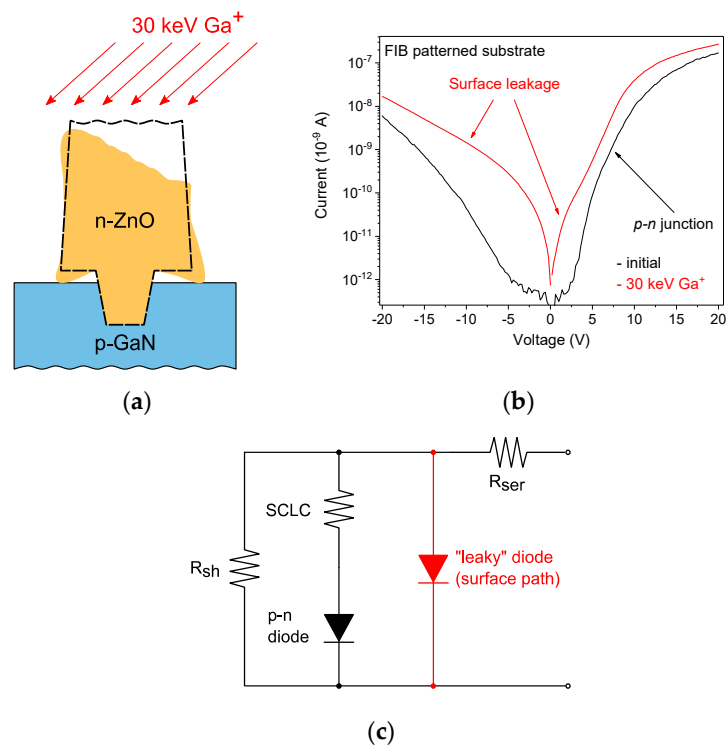 30 keV Ga⁺
n-ZnO
p-GaN
(a)
FIB patterned substrate
Surface leakage
p-n junction
- initial
- 30 keV Ga⁺
Current (10⁻⁹ A)
10⁻⁷
10⁻⁸
10⁻⁹
10⁻¹⁰
10⁻¹¹
10⁻¹²
-20 -15 -10 -5 0 5 10 15 20
Voltage (V)
(b)
R_ser
SCLC
R_sh
"leaky" diode
(surface path)
p-n
diode
(c)